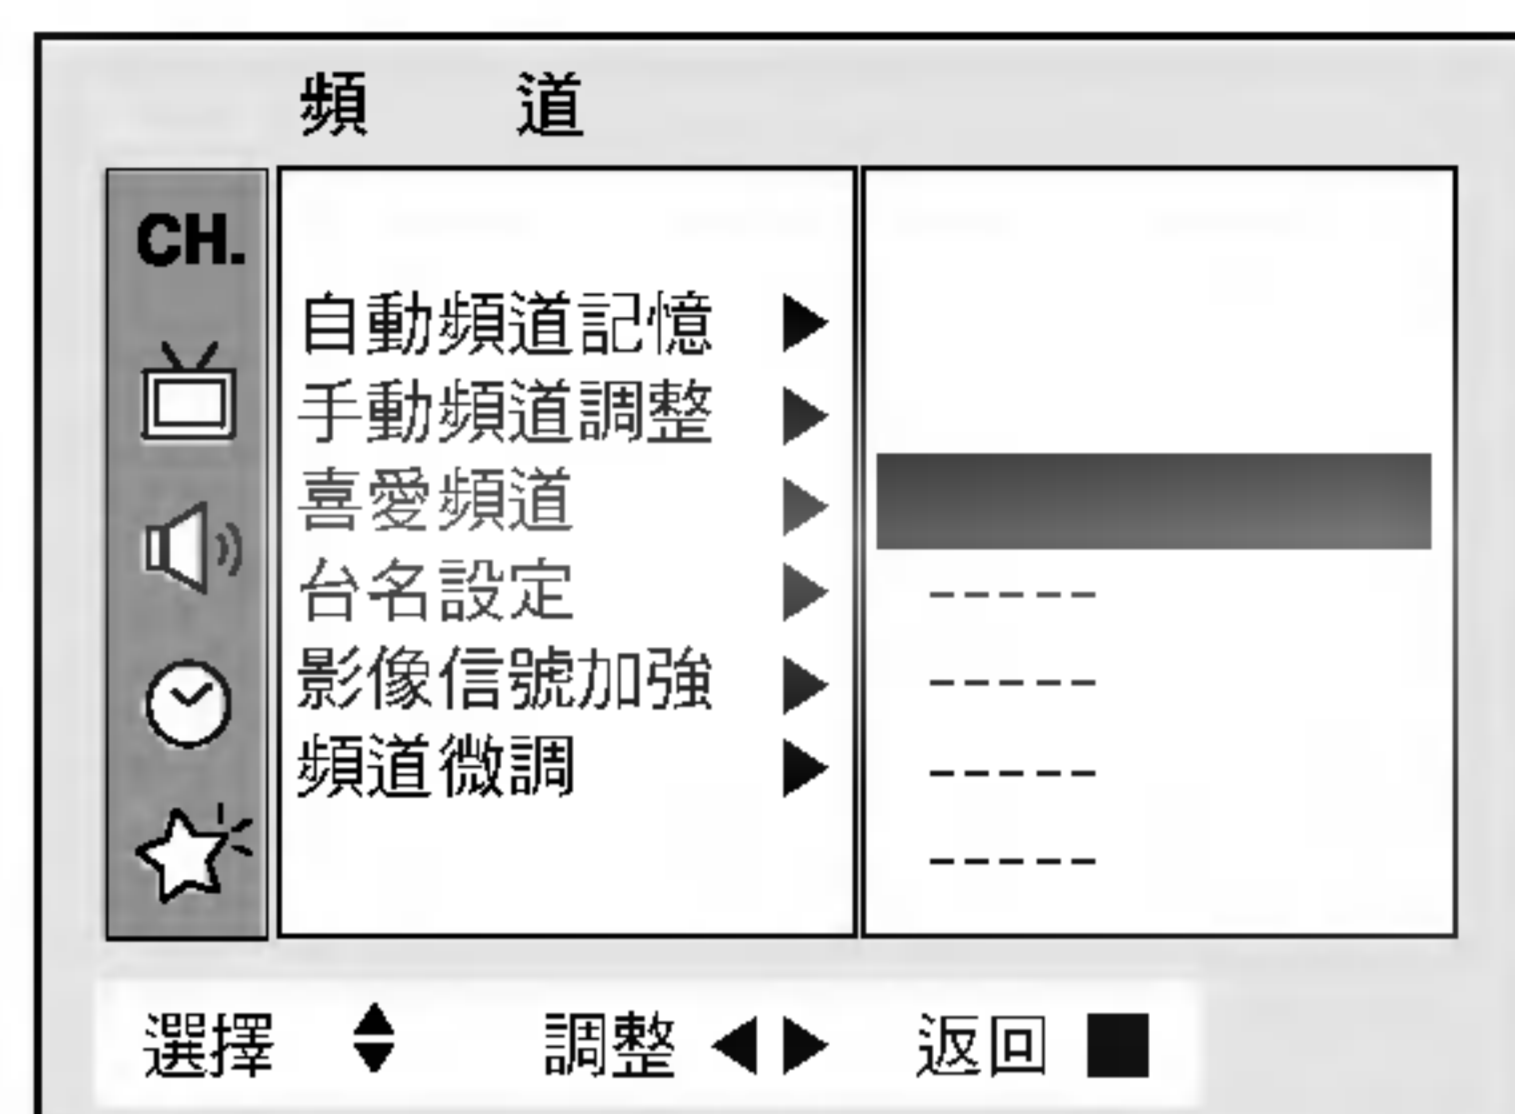 頻 道
CH.
自動頻道記憶
手動頻道調整
喜愛頻道
台名設定
-----
影像信號加強
-----
頻道微調
-----
-----
選擇 調整 返回